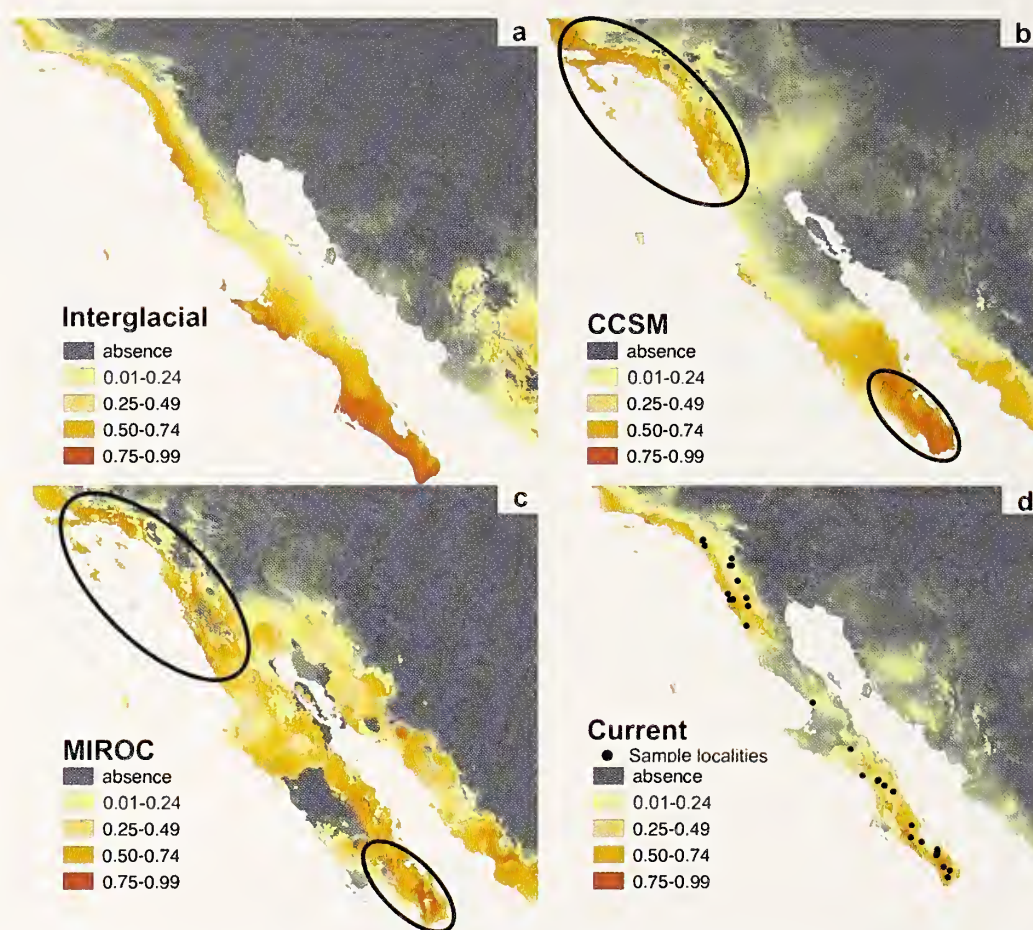 a
Interglacial
absence
0.01-0.24
0.25-0.49
0.50-0.74
0.75-0.99
b
CCSM
absence
0.01-0.24
0.25-0.49
0.50-0.74
0.75-0.99
c
MIROC
absence
0.01-0.24
0.25-0.49
0.50-0.74
0.75-0.99
d
Current
Sample localities
absence
0.01-0.24
0.25-0.49
0.50-0.74
0.75-0.99